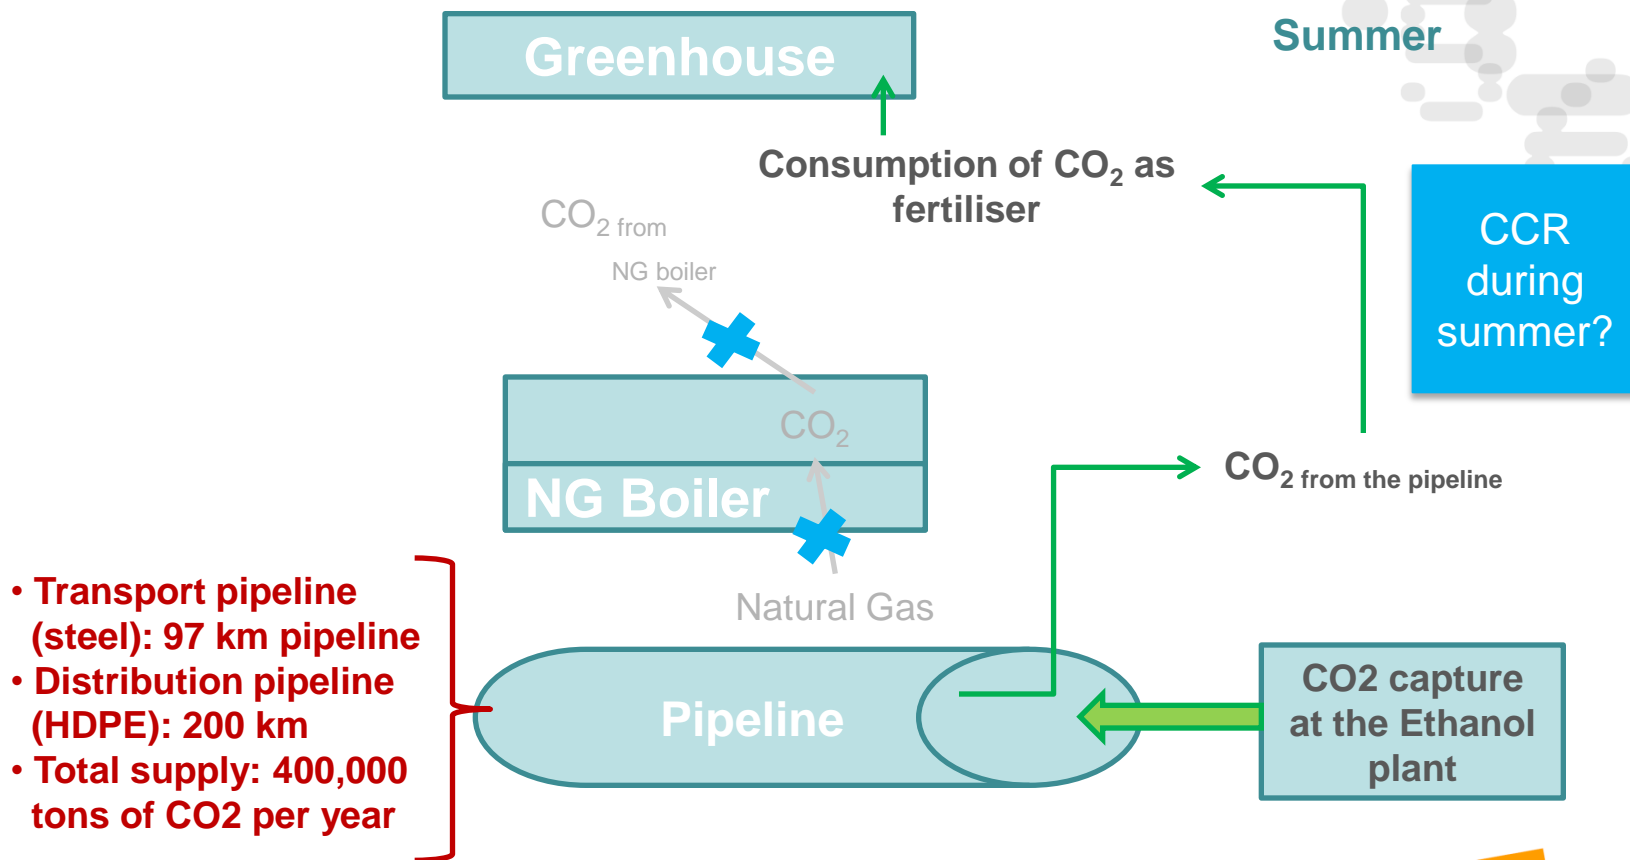 Summer
Greenhouse
Consumption of CO₂ as
fertiliser
CO₂ from
NG boiler
CCR
during
summer?
CO₂
NG Boiler
CO₂ from the pipeline
Natural Gas
• Transport pipeline
(steel): 97 km pipeline
• Distribution pipeline
(HDPE): 200 km
• Total supply: 400,000
tons of CO2 per year
Pipeline
CO2 capture
at the Ethanol
plant